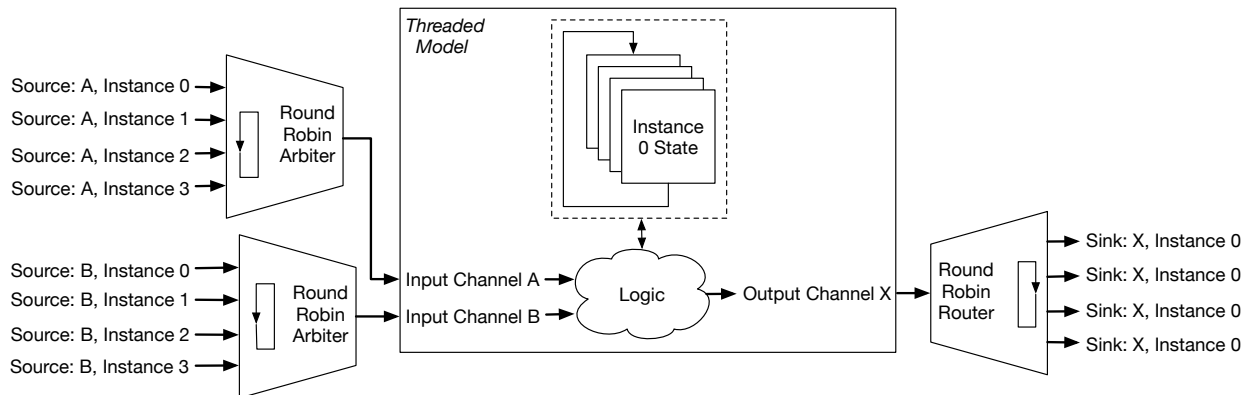 Threaded
Model
Source: A, Instance 0
Source: A, Instance 1
Source: A, Instance 2
Source: A, Instance 3
Round
Robin
Arbiter
Instance
0 State
Source: B, Instance 0
Source: B, Instance 1
Source: B, Instance 2
Source: B, Instance 3
Round
Robin
Arbiter
Input Channel A
Input Channel B
Logic
Output Channel X
Round
Robin
Router
Sink: X, Instance 0
Sink: X, Instance 0
Sink: X, Instance 0
Sink: X, Instance 0